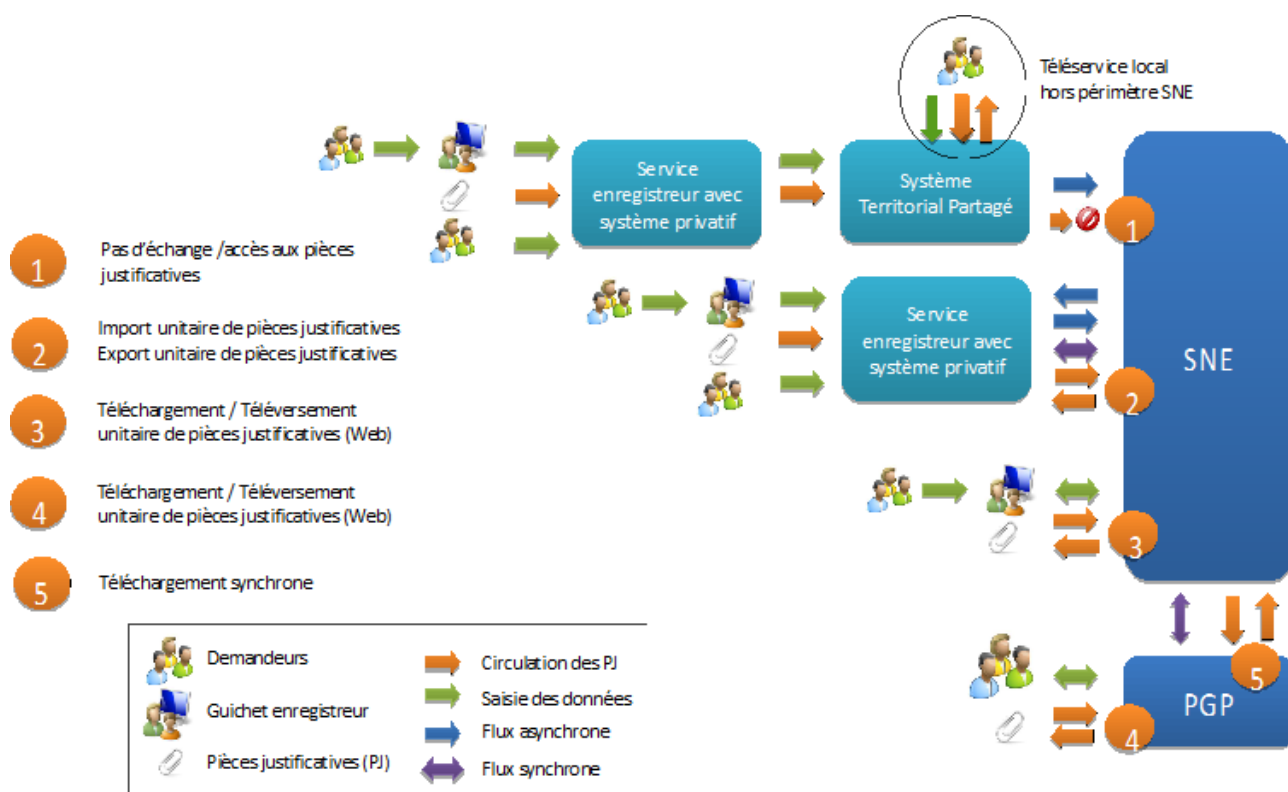 Téléservice local
hors périmètre SNE
Service
enregistreur avec
système privatif
Système
Territorial Partagé
1
1
Pas d'échange /accès aux pièces
justificatives
2
Import unitaire de pièces justificatives
Export unitaire de pièces justificatives
Service
enregistreur avec
système privatif
SNE
2
3
Téléchargement / Téléversement
unitaire de pièces justificatives (Web)
4
Téléchargement / Téléversement
unitaire de pièces justificatives (Web)
3
5
Téléchargement synchrone
Demandeurs
Guichet enregistreur
Pièces justificatives (PJ)
Circulation des PJ
Saisie des données
Flux asynchrone
Flux synchrone
5
PGP
4